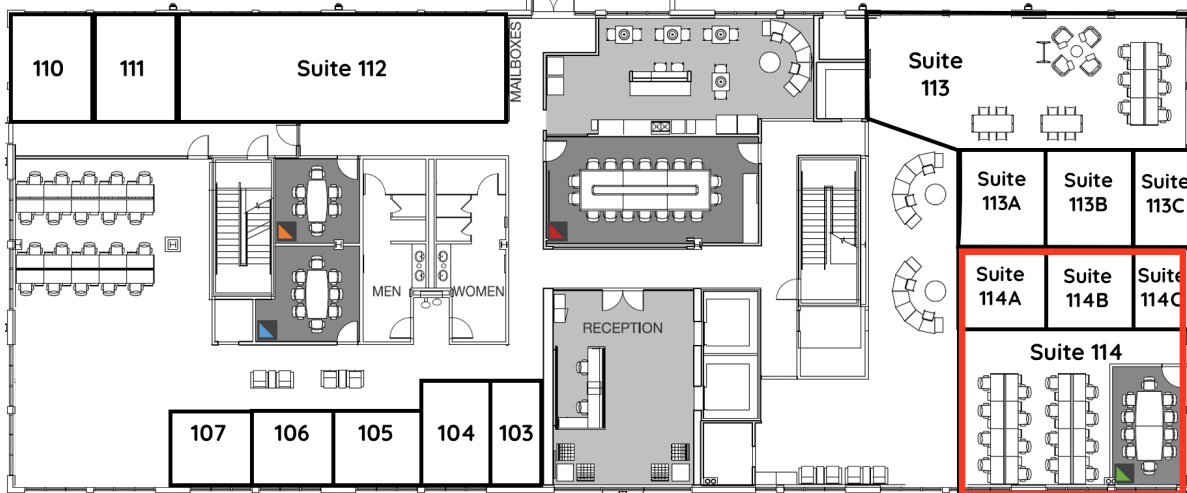 110
111
Suite 112
MAILBOXES
Suite
113
Suite
113A
Suite
113B
Suite
113C
MEN
WOMEN
RECEPTION
Suite
114A
Suite
114B
Suite
114C
Suite 114
107
106
105
104
103